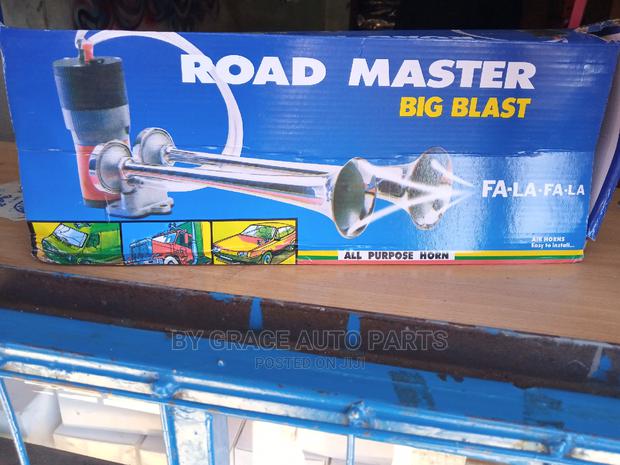 ROAD MASTER
BIG BLAST
FA-LA-FA-LA
AIR HORNS
Easy to install...
ALL PURPOSE HORN
BY GRACE AUTO PARTS
POSTED ON JIJI